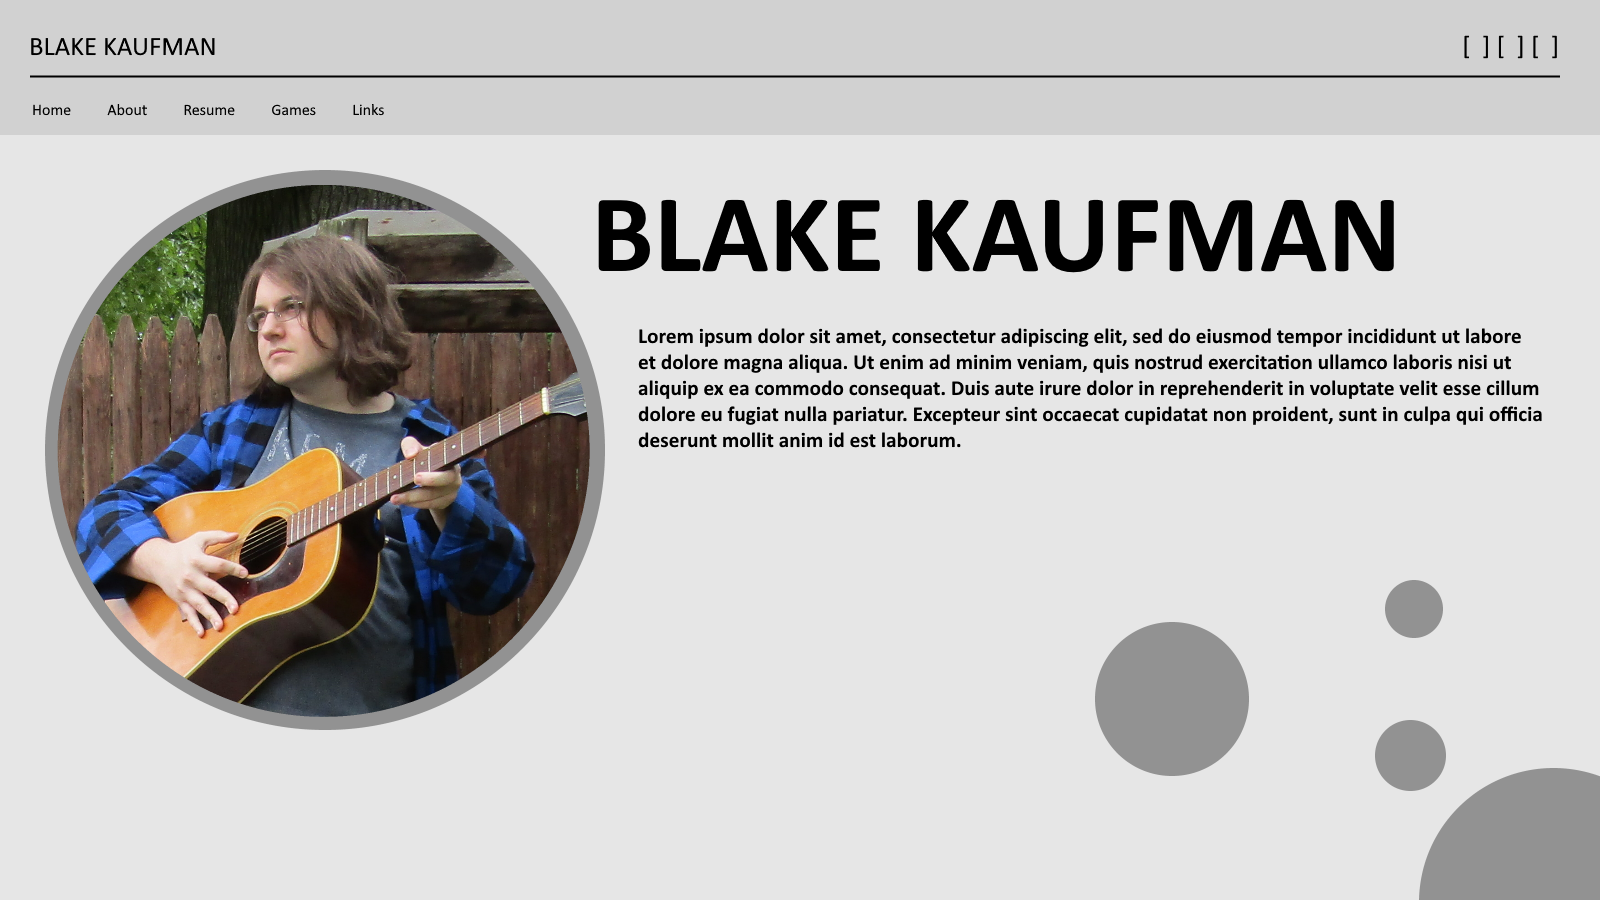 BLAKE KAUFMAN
[ ] [ ] [ ]
Home About Resume Games Links
BLAKE KAUFMAN
Lorem ipsum dolor sit amet, consectetur adipiscing elit, sed do eiusmod tempor incididunt ut labore
et dolore magna aliqua. Ut enim ad minim veniam, quis nostrud exercitation ullamco laboris nisi ut
aliquip ex ea commodo consequat. Duis aute irure dolor in reprehenderit in voluptate velit esse cillum
dolore eu fugiat nulla pariatur. Excepteur sint occaecat cupidatat non proident, sunt in culpa qui officia
deserunt mollit anim id est laborum.